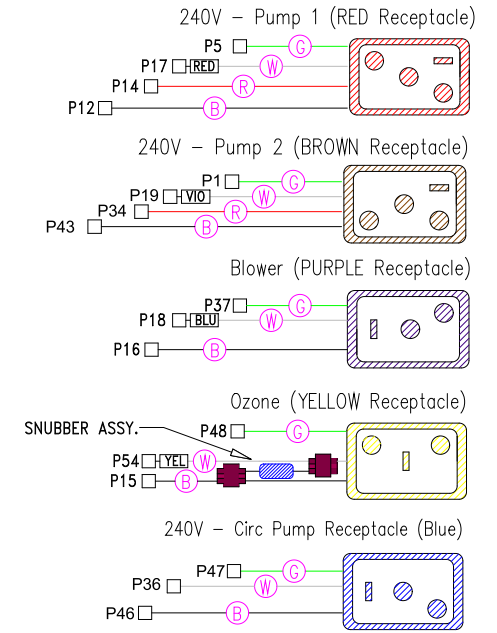 240V - Pump 1 (RED Receptacle)
P5 G
P17 RED W
P14 R
P12 B
240V - Pump 2 (BROWN Receptacle)
P1 G
P19 VIO W
P34 R
P43 B
Blower (PURPLE Receptacle)
P37 G
P18 BLU W
P16 B
Ozone (YELLOW Receptacle)
SNUBBER ASSY. P48 G
P54 YEL W
P15 B
240V - Circ Pump Receptacle (Blue)
P47 G
P36 W
P46 B